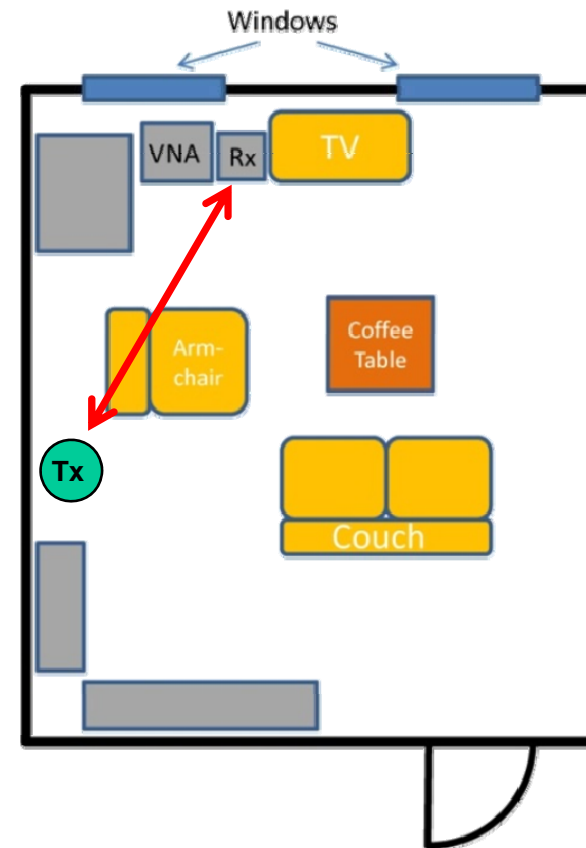 Windows
VNA
Rx
TV
Arm-
chair
Coffee
Table
Tx
Couch